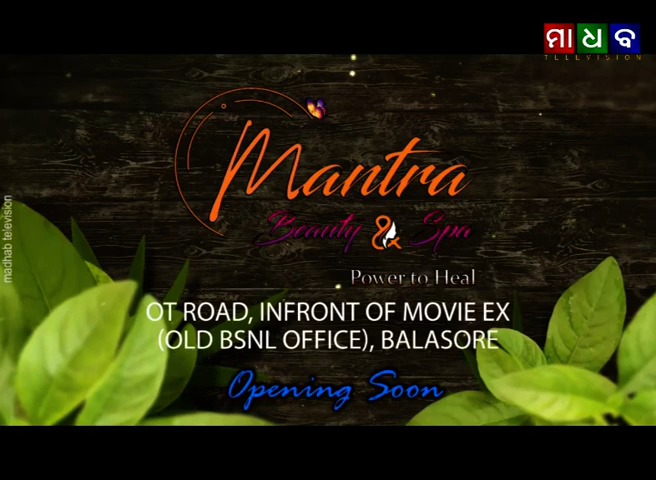 ମାଧବ
TELEVISION
madhab television
Mantra
Beauty & Spa
Power to Heal
OT ROAD, INFRONT OF MOVIE EX
(OLD BSNL OFFICE), BALASORE
Opening Soon